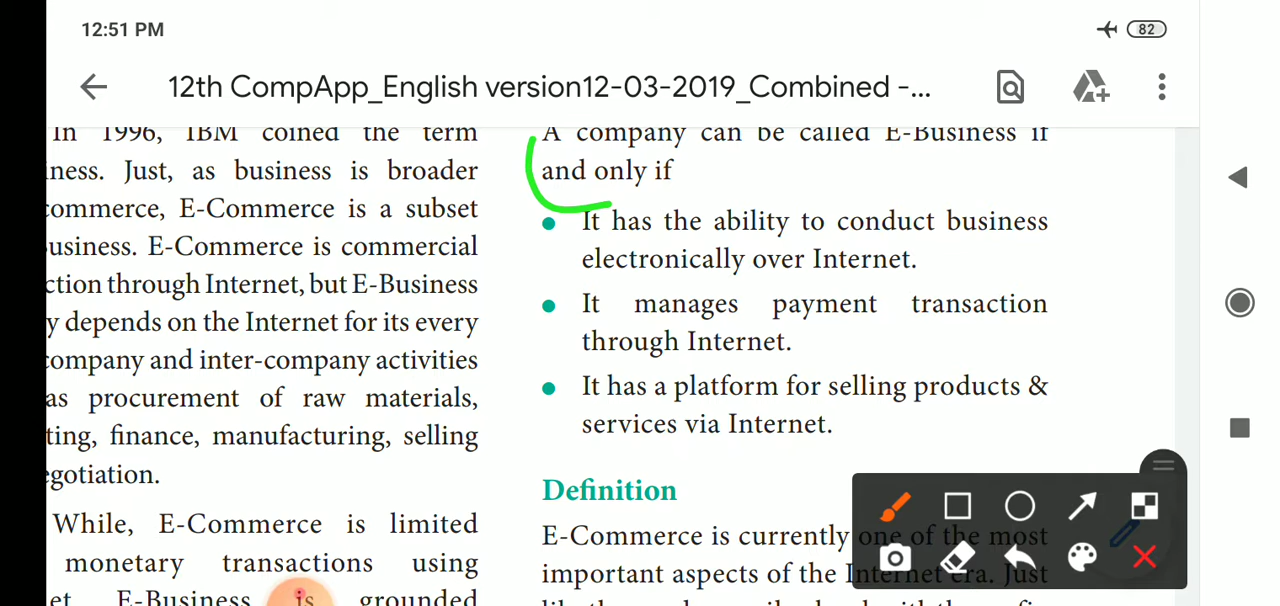 12:51 PM
82
12th CompApp_English version12-03-2019_Combined -...
In 1996, IBM coined the term
iness. Just, as business is broader
commerce, E-Commerce is a subset
usiness. E-Commerce is commercial
ction through Internet, but E-Business
y depends on the Internet for its every
company and inter-company activities
as procurement of raw materials,
ting, finance, manufacturing, selling
egotiation.
While, E-Commerce is limited
monetary transactions using
et, E-Business is grounded
A company can be called E-Business if
and only if
It has the ability to conduct business
electronically over Internet.
It manages payment transaction
through Internet.
It has a platform for selling products &
services via Internet.
Definition
E-Commerce is currently one of the most
important aspects of the Internet era. Just